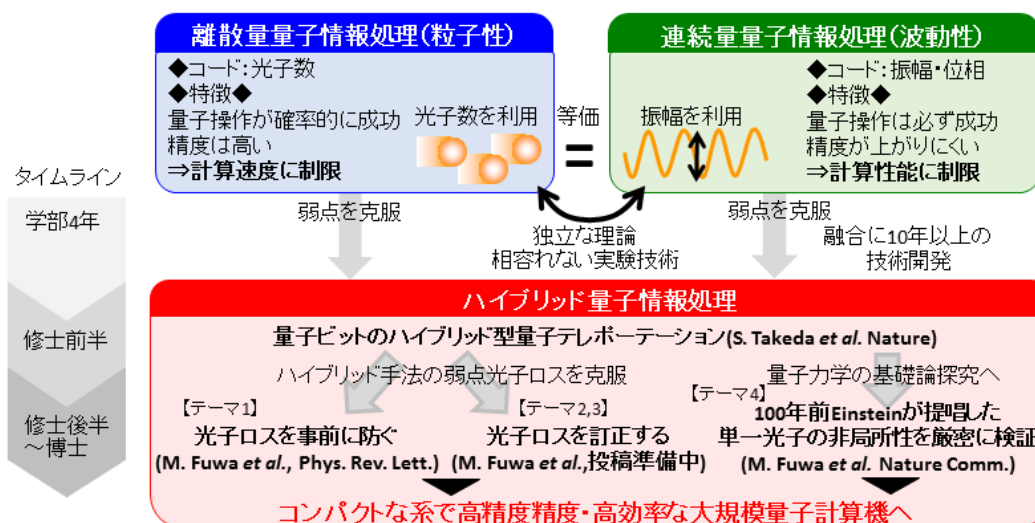 離散量量子情報処理(粒子性)
◆コード:光子数
◆特徴◆
量子操作が確率的に成功
精度は高い
⇒計算速度に制限
光子数を利用
等価
=
連続量量子情報処理(波動性)
◆コード:振幅・位相
◆特徴◆
振幅を利用
量子操作は必ず成功
精度が上がりにくい
⇒計算性能に制限
タイムライン
学部4年
修士前半
修士後半
～博士
弱点を克服
独立な理論
相容れない実験技術
弱点を克服
融合に10年以上の
技術開発
ハイブリッド量子情報処理
量子ビットのハイブリッド型量子テレポーテーション(S. Takeda et al. Nature)
ハイブリッド手法の弱点光子ロスを克服
量子力学の基礎論探究へ
【テーマ1】
光子ロスを事前に防ぐ
(M. Fuwa et al., Phys. Rev. Lett.)
【テーマ2,3】
光子ロスを訂正する
(M. Fuwa et al.,投稿準備中)
【テーマ4】
100年前Einsteinが提唱した
単一光子の非局所性を厳密に検証
(M. Fuwa et al. Nature Comm.)
コンパクトな系で高精度精度・高効率な大規模量子計算機へ